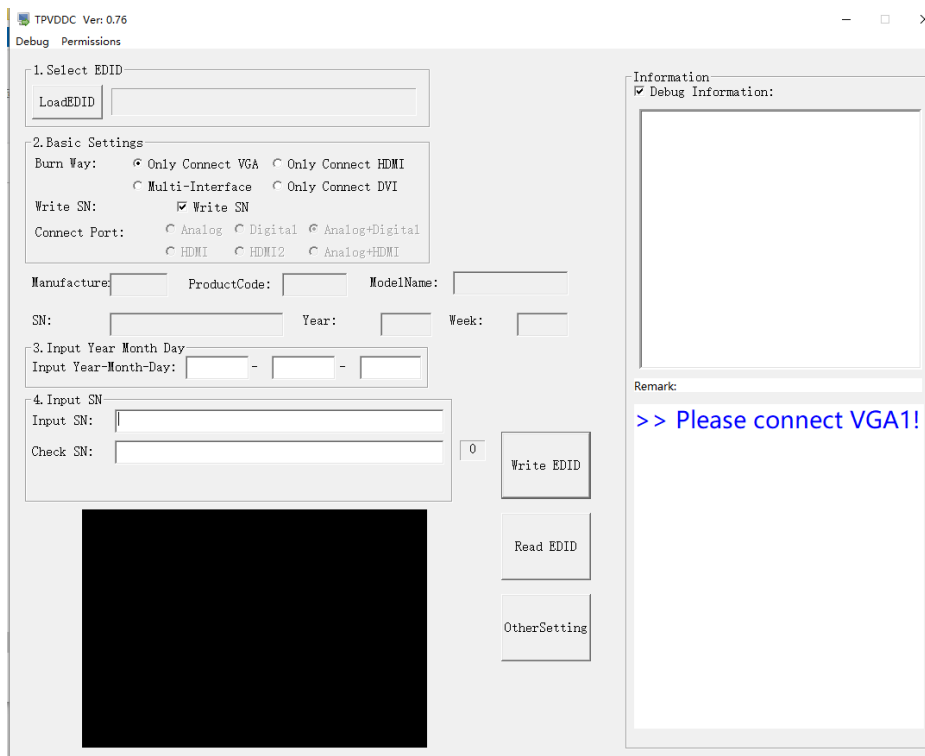 TPVDDC Ver: 0.76
Debug Permissions
1.Select EDID
LoadEDID
2.Basic Settings
Burn Way: Only Connect VGA Only Connect HDMI
Multi-Interface Only Connect DVI
Write SN: Write SN
Connect Port: Analog Digital Analog+Digital
HDMI HDMI2 Analog+HDMI
Manufacture: ProductCode: ModelName:
SN: Year: Week:
3.Input Year Month Day
Input Year-Month-Day: - -
4.Input SN
Input SN:
Check SN: 0
Write EDID
Read EDID
OtherSetting
Information
Debug Information:
Remark:
>> Please connect VGA1!